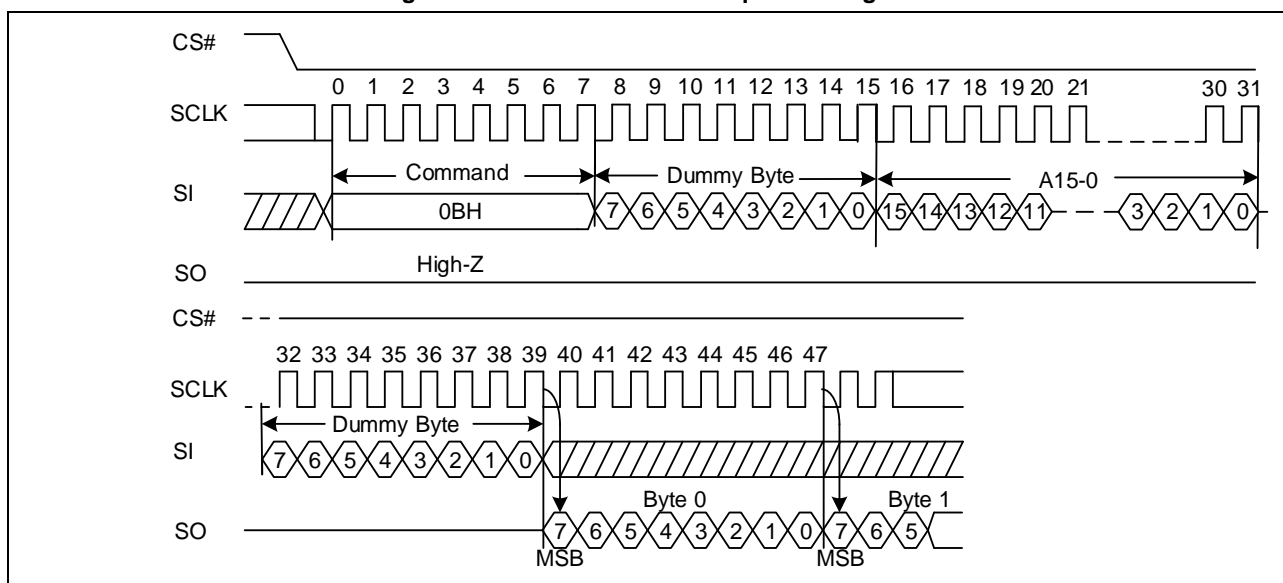 CS#
0 1 2 3 4 5 6 7 8 9 10 11 12 13 14 15 16 17 18 19 20 21 30 31
SCLK
Command Dummy Byte A15-0
SI
0BH 7 6 5 4 3 2 1 0 15 14 13 12 11 3 2 1 0
High-Z
SO
CS#
32 33 34 35 36 37 38 39 40 41 42 43 44 45 46 47
SCLK
Dummy Byte
SI
7 6 5 4 3 2 1 0
Byte 0 Byte 1
SO
7 6 5 4 3 2 1 0 7 6 5
MSB MSB